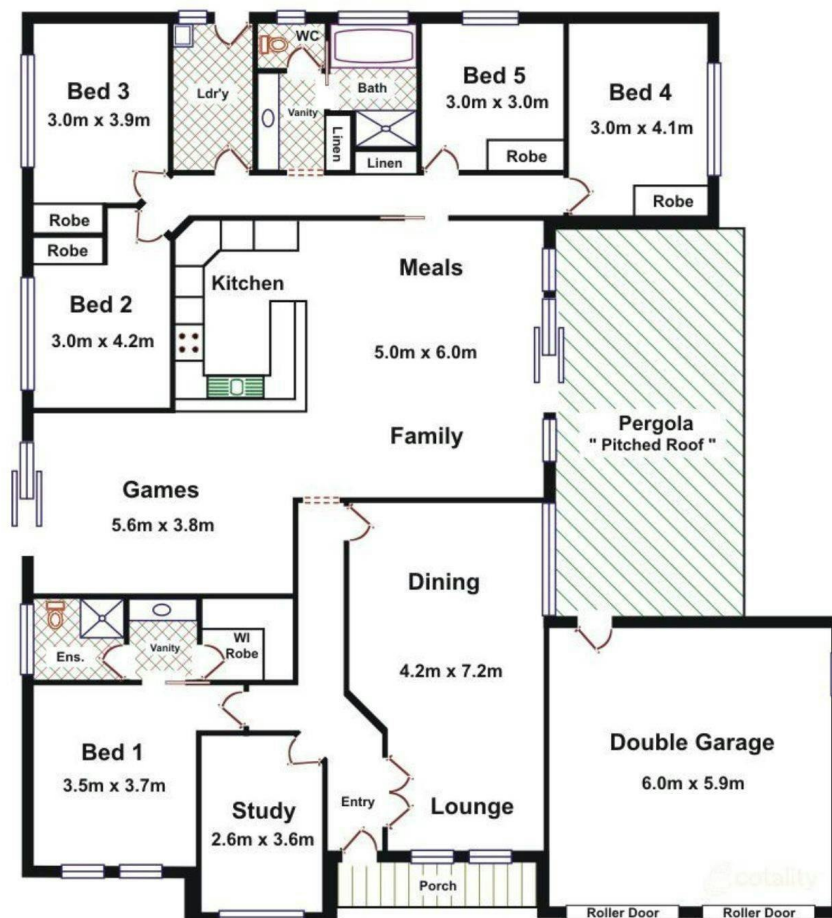 WC
Bed 3
3.0m x 3.9m
Ldr'y
Vanity
Bath
Linen
Linen
Bed 5
3.0m x 3.0m
Robe
Bed 4
3.0m x 4.1m
Robe
Robe
Robe
Bed 2
3.0m x 4.2m
Kitchen
Meals
5.0m x 6.0m
Family
Pergola
" Pitched Roof "
Games
5.6m x 3.8m
Dining
4.2m x 7.2m
Lounge
Ens.
Vanity
WI
Robe
Bed 1
3.5m x 3.7m
Study
2.6m x 3.6m
Entry
Porch
Double Garage
6.0m x 5.9m
cotality
Roller Door
Roller Door